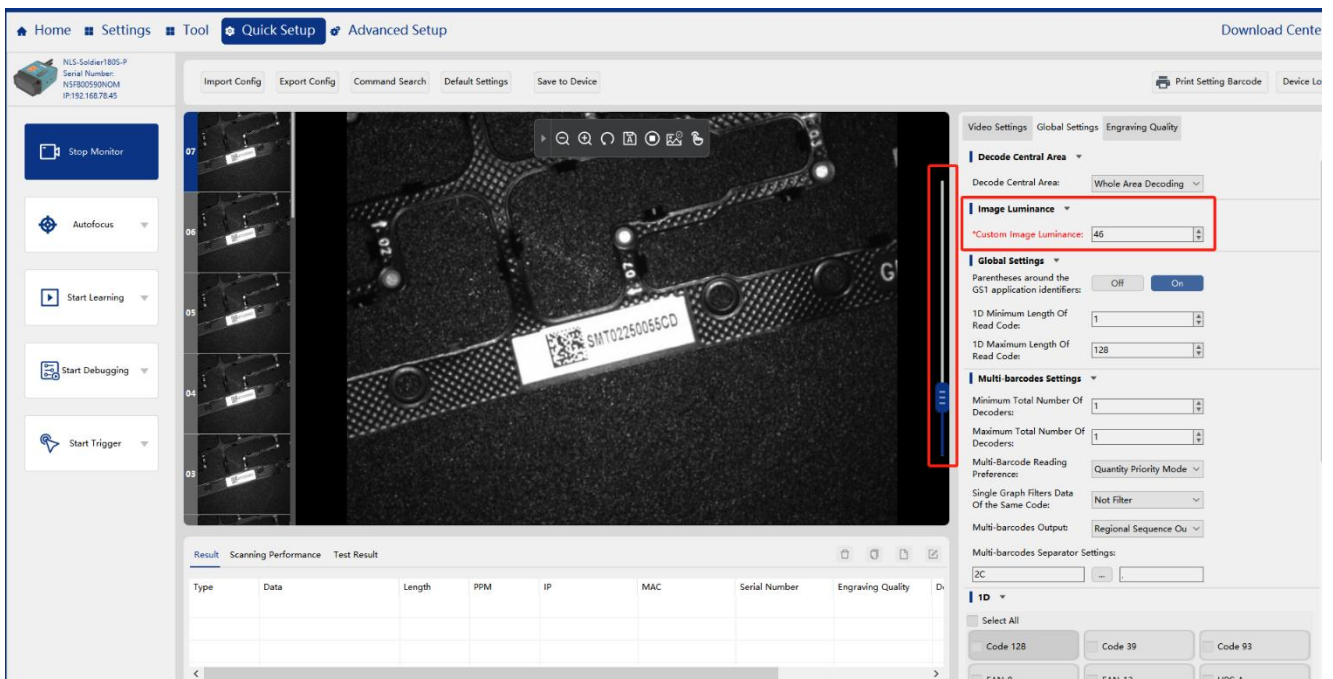 Home Settings Tool Quick Setup Advanced Setup Download Cente
NLS-Soldier180S-P
Serial Number:
NSFB00590NOM
IP:192.168.78.45
Import Config Export Config Command Search Default Settings Save to Device Print Setting Barcode Device Lo
Stop Monitor
Autofocus
Start Learning
Start Debugging
Start Trigger
07
06
05
04
03
1.02
1.07
G
SMT02250055CD
Video Settings Global Settings Engraving Quality
Decode Central Area
Decode Central Area: Whole Area Decoding
Image Luminance
*Custom Image Luminance: 46
Global Settings
Parentheses around the
GS1 application identifiers: Off On
1D Minimum Length Of
Read Code: 1
1D Maximum Length Of
Read Code: 128
Multi-barcodes Settings
Minimum Total Number Of
Decoders: 1
Maximum Total Number Of
Decoders: 1
Multi-Barcode Reading
Preference: Quantity Priority Mode
Single Graph Filters Data
Of the Same Code: Not Filter
Multi-barcodes Output: Regional Sequence Ou
Multi-barcodes Separator Settings:
2C ... ,
1D
Select All
Code 128 Code 39 Code 93
Result Scanning Performance Test Result
Type Data Length PPM IP MAC Serial Number Engraving Quality